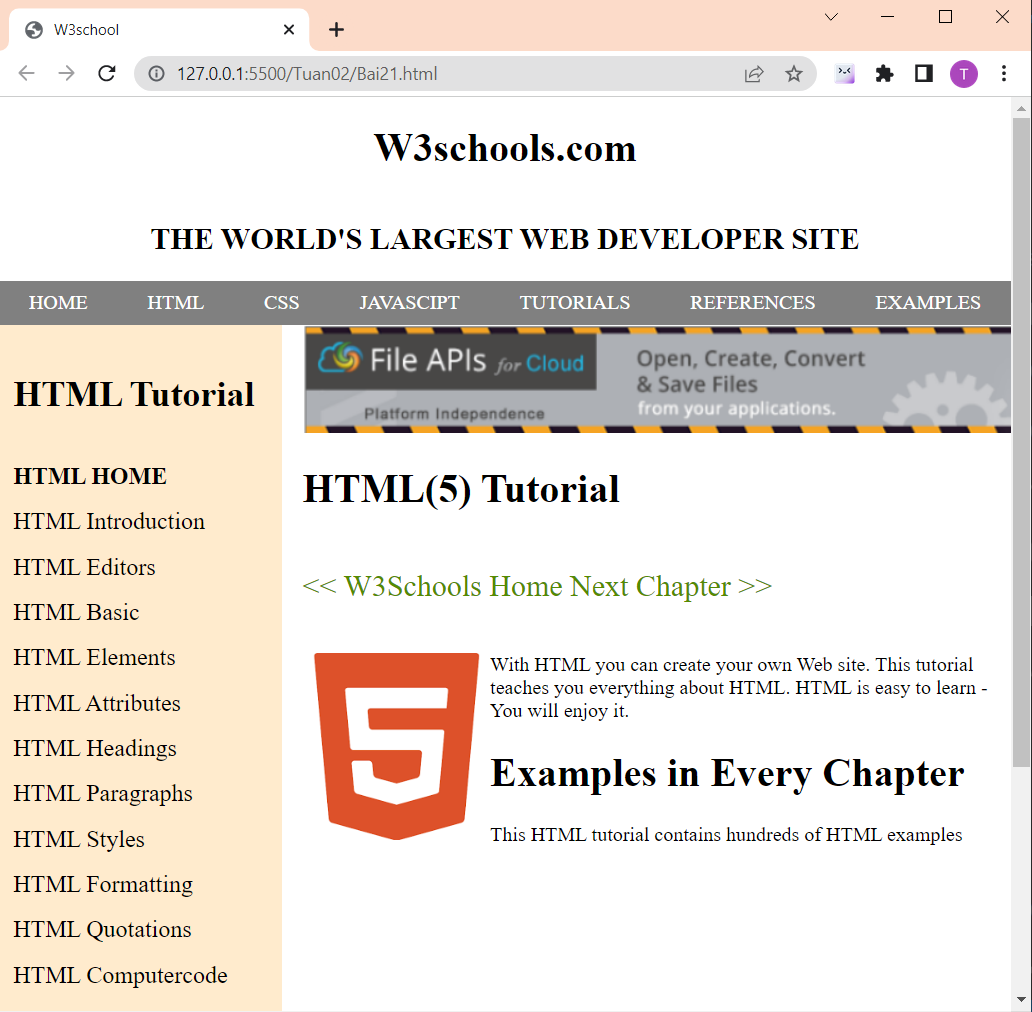 W3school
127.0.0.1:5500/Tuan02/Bai21.html
T
W3schools.com
THE WORLD'S LARGEST WEB DEVELOPER SITE
HOME HTML CSS JAVASCIPT TUTORIALS REFERENCES EXAMPLES
HTML Tutorial
HTML HOME
HTML Introduction
HTML Editors
HTML Basic
HTML Elements
HTML Attributes
HTML Headings
HTML Paragraphs
HTML Styles
HTML Formatting
HTML Quotations
HTML Computercode
File APIs for Cloud
Platform Independence
Open, Create, Convert
& Save Files
from your applications.
HTML(5) Tutorial
<< W3Schools Home Next Chapter >>
5
With HTML you can create your own Web site. This tutorial
teaches you everything about HTML. HTML is easy to learn -
You will enjoy it.
Examples in Every Chapter
This HTML tutorial contains hundreds of HTML examples